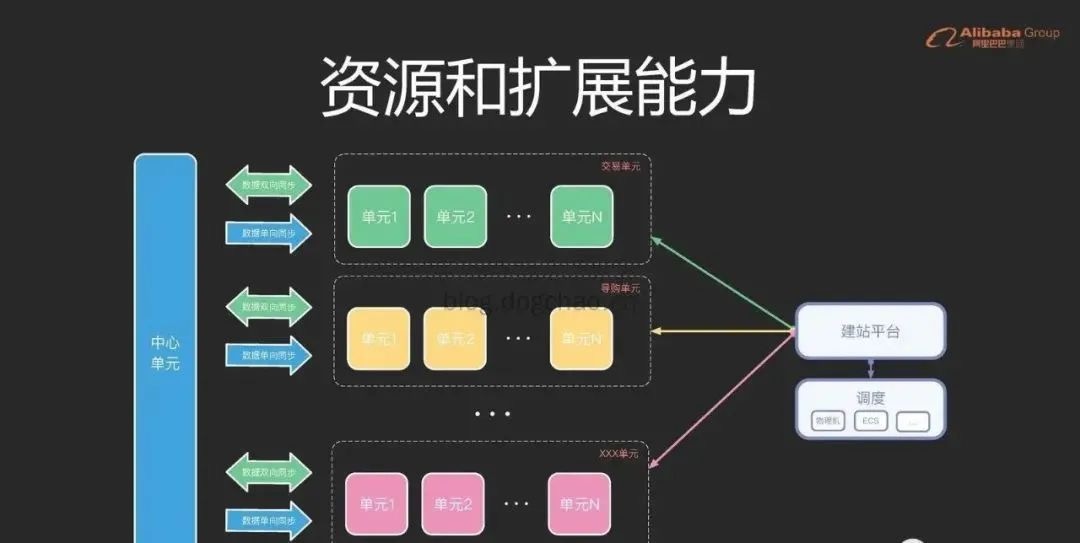 Alibaba Group
阿里巴巴集团
资源和扩展能力
交易单元
数据双向同步
单元1 单元2 ... 单元N
数据单向同步
导购单元
blog.dogchao.cn
数据双向同步
单元1 单元2 ... 单元N
数据单向同步
中心
单元
建站平台
调度
物理机 ECS ...
...
XXX单元
数据双向同步
单元1 单元2 ... 单元N
数据单向同步